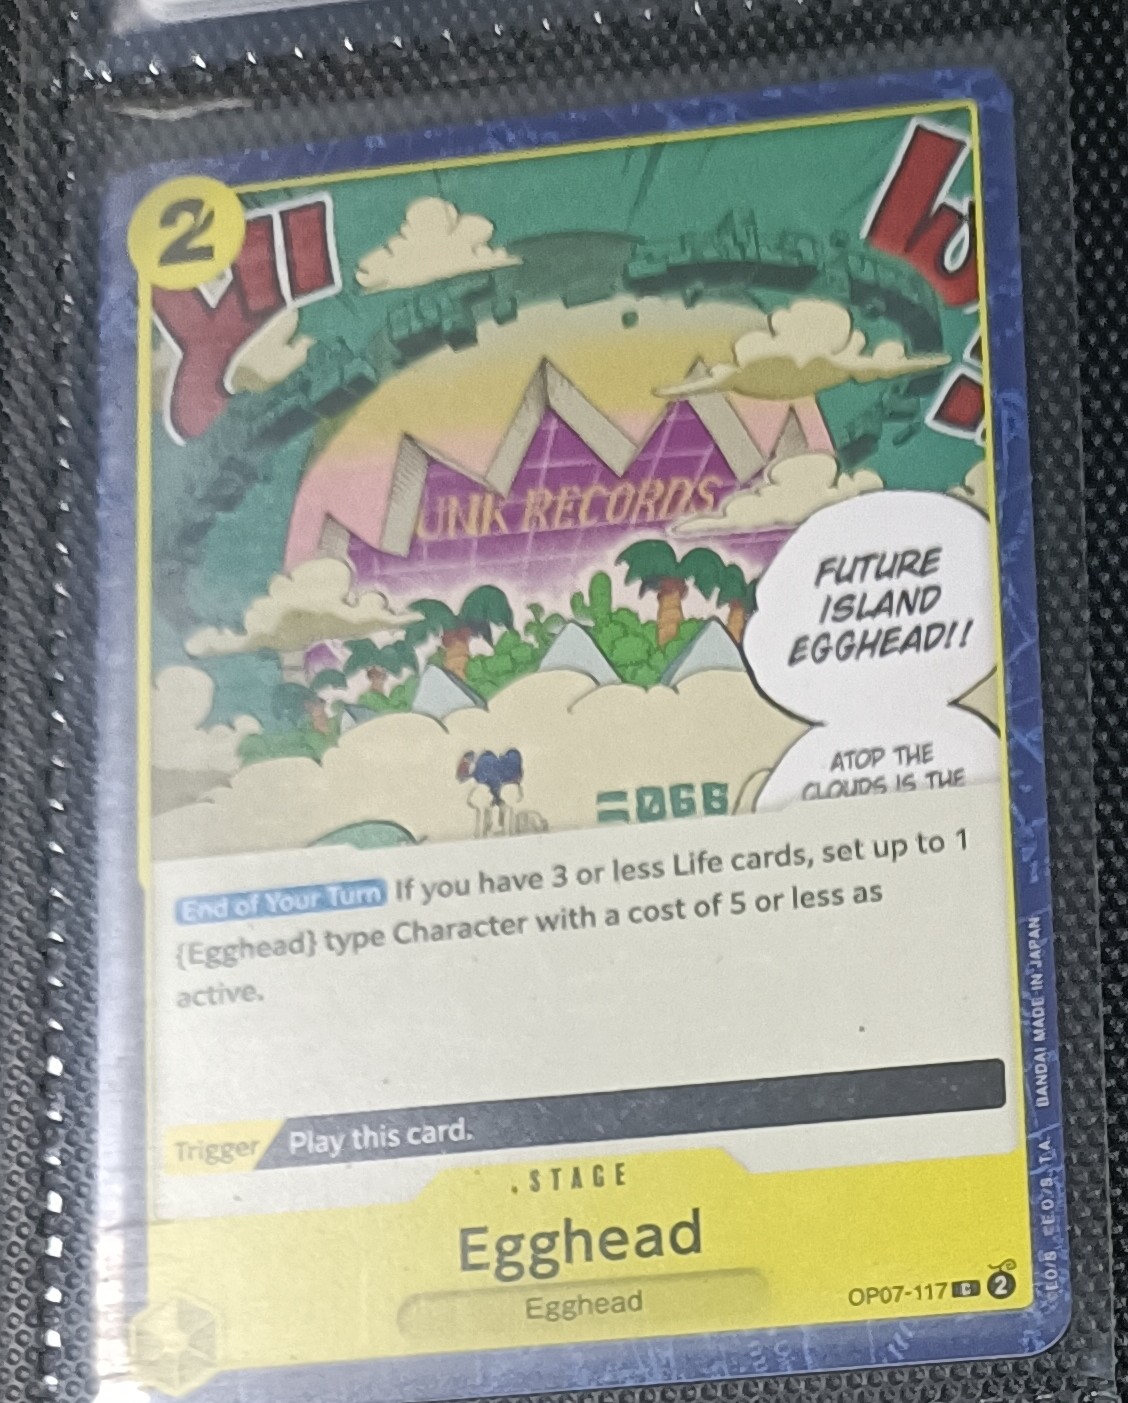 2
UNK RECORDS
FUTURE
ISLAND
EGGHEAD!!
ATOP THE
CLOUDS IS THE
=066
End of Your Turn If you have 3 or less Life cards, set up to 1
{Egghead} type Character with a cost of 5 or less as
active.
Trigger Play this card.
STAGE
Egghead
Egghead
OP07-117 C 2
BANDAI MADE IN JAPAN